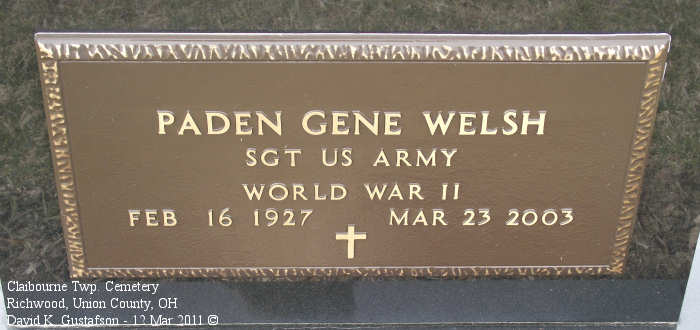 PADEN GENE WELSH
SGT US ARMY
WORLD WAR II
FEB 16 1927 MAR 23 2003
Claibourne Twp. Cemetery
Richwood, Union County, OH
David K. Gustafson - 12 Mar 2011 ©